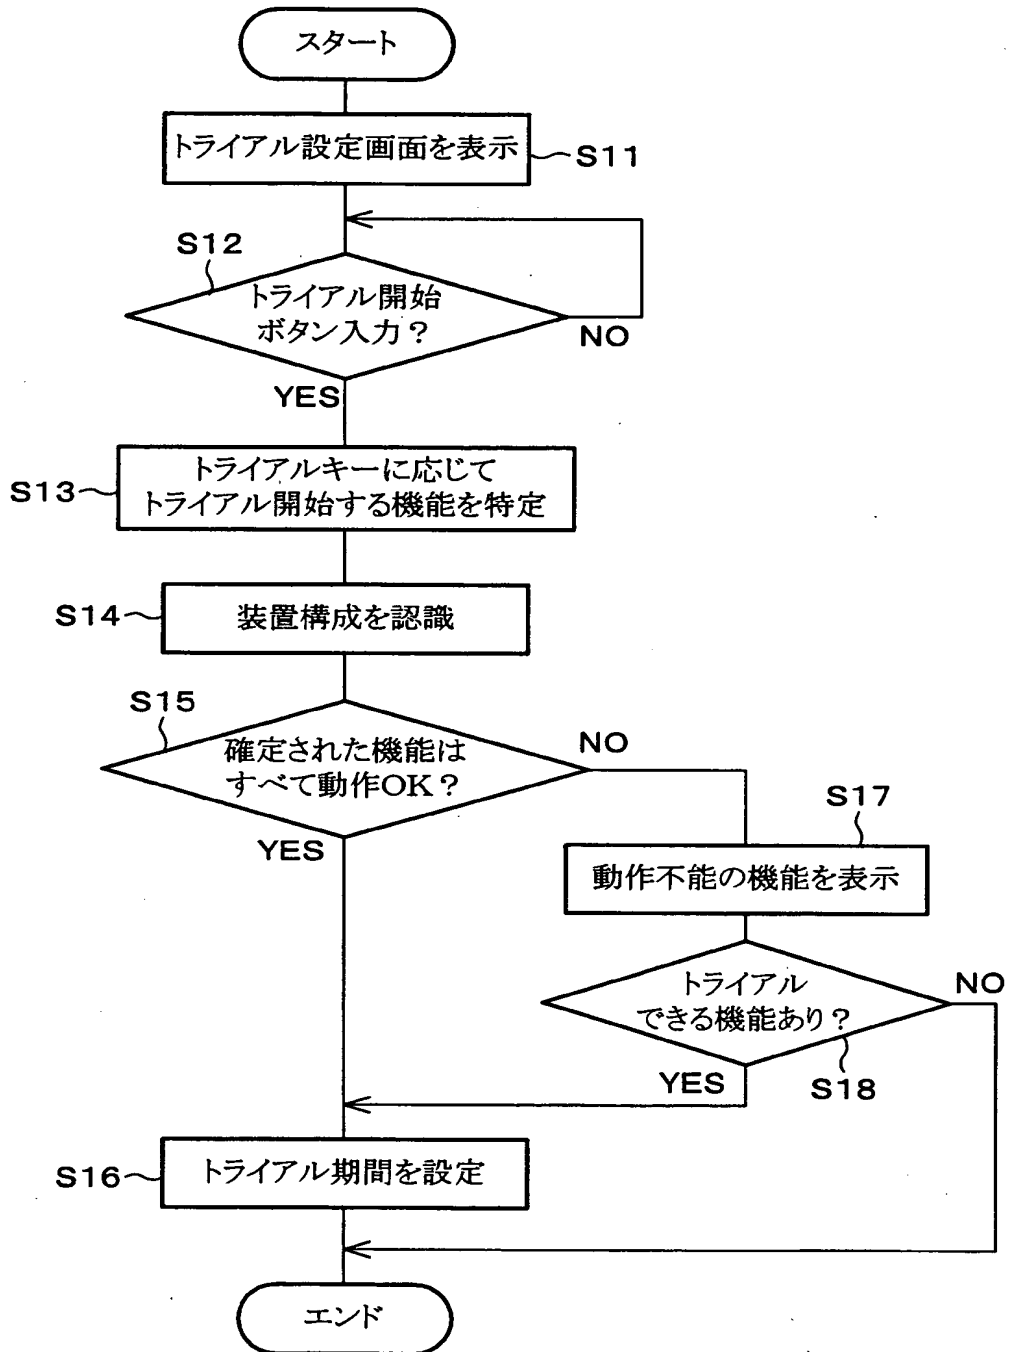 スタート
トライアル設定画面を表示
S11
S12
トライアル開始
ボタン入力？
NO
YES
S13
トライアルキーに応じて
トライアル開始する機能を特定
S14
装置構成を認識
S15
確定された機能は
すべて動作OK？
NO
YES
S17
動作不能の機能を表示
トライアル
できる機能あり？
NO
YES
S18
S16
トライアル期間を設定
エンド